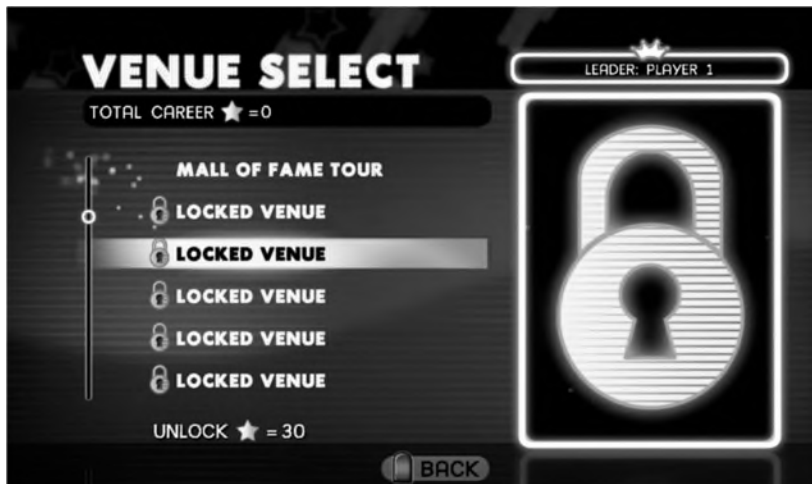 VENUE SELECT
LEADER: PLAYER 1
TOTAL CAREER ★ =0
MALL OF FAME TOUR
LOCKED VENUE
LOCKED VENUE
LOCKED VENUE
LOCKED VENUE
LOCKED VENUE
UNLOCK ★ = 30
BACK